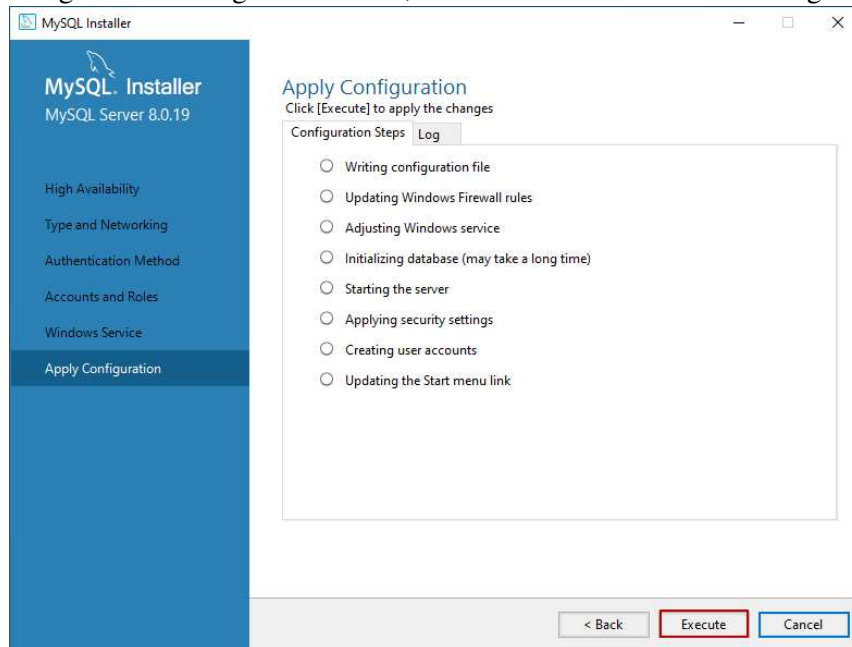 MySQL Installer
MySQL. Installer
MySQL Server 8.0.19
High Availability
Type and Networking
Authentication Method
Accounts and Roles
Windows Service
Apply Configuration
Apply Configuration
Click [Execute] to apply the changes
Configuration Steps Log
Writing configuration file
Updating Windows Firewall rules
Adjusting Windows service
Initializing database (may take a long time)
Starting the server
Applying security settings
Creating user accounts
Updating the Start menu link
< Back Execute Cancel